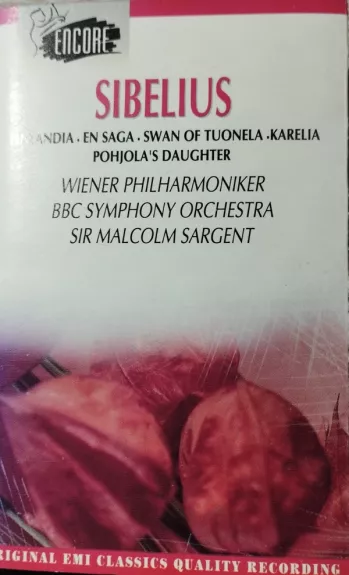 ENCORE
SIBELIUS
ANDIA • EN SAGA • SWAN OF TUONELA • KARELIA
POHJOLA'S DAUGHTER
WIENER PHILHARMONIKER
BBC SYMPHONY ORCHESTRA
SIR MALCOLM SARGENT
RIGINAL EMI CLASSICS QUALITY RECORDING